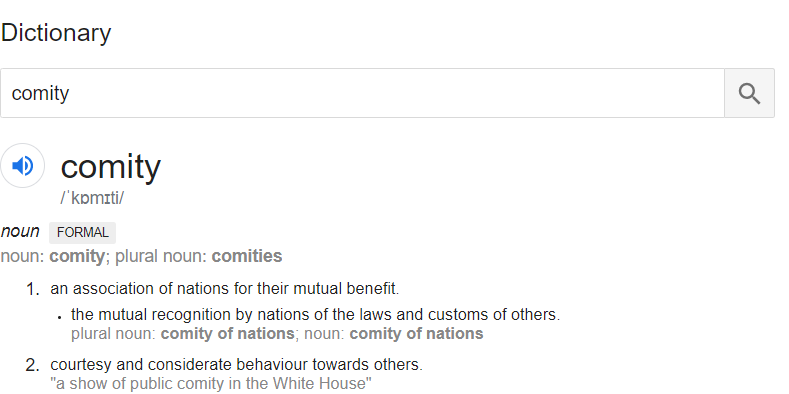 Dictionary
comity
comity
/ˈkɒmɪti/
noun FORMAL
noun: comity; plural noun: comities
1. an association of nations for their mutual benefit.
• the mutual recognition by nations of the laws and customs of others.
plural noun: comity of nations; noun: comity of nations
2. courtesy and considerate behaviour towards others.
"a show of public comity in the White House"